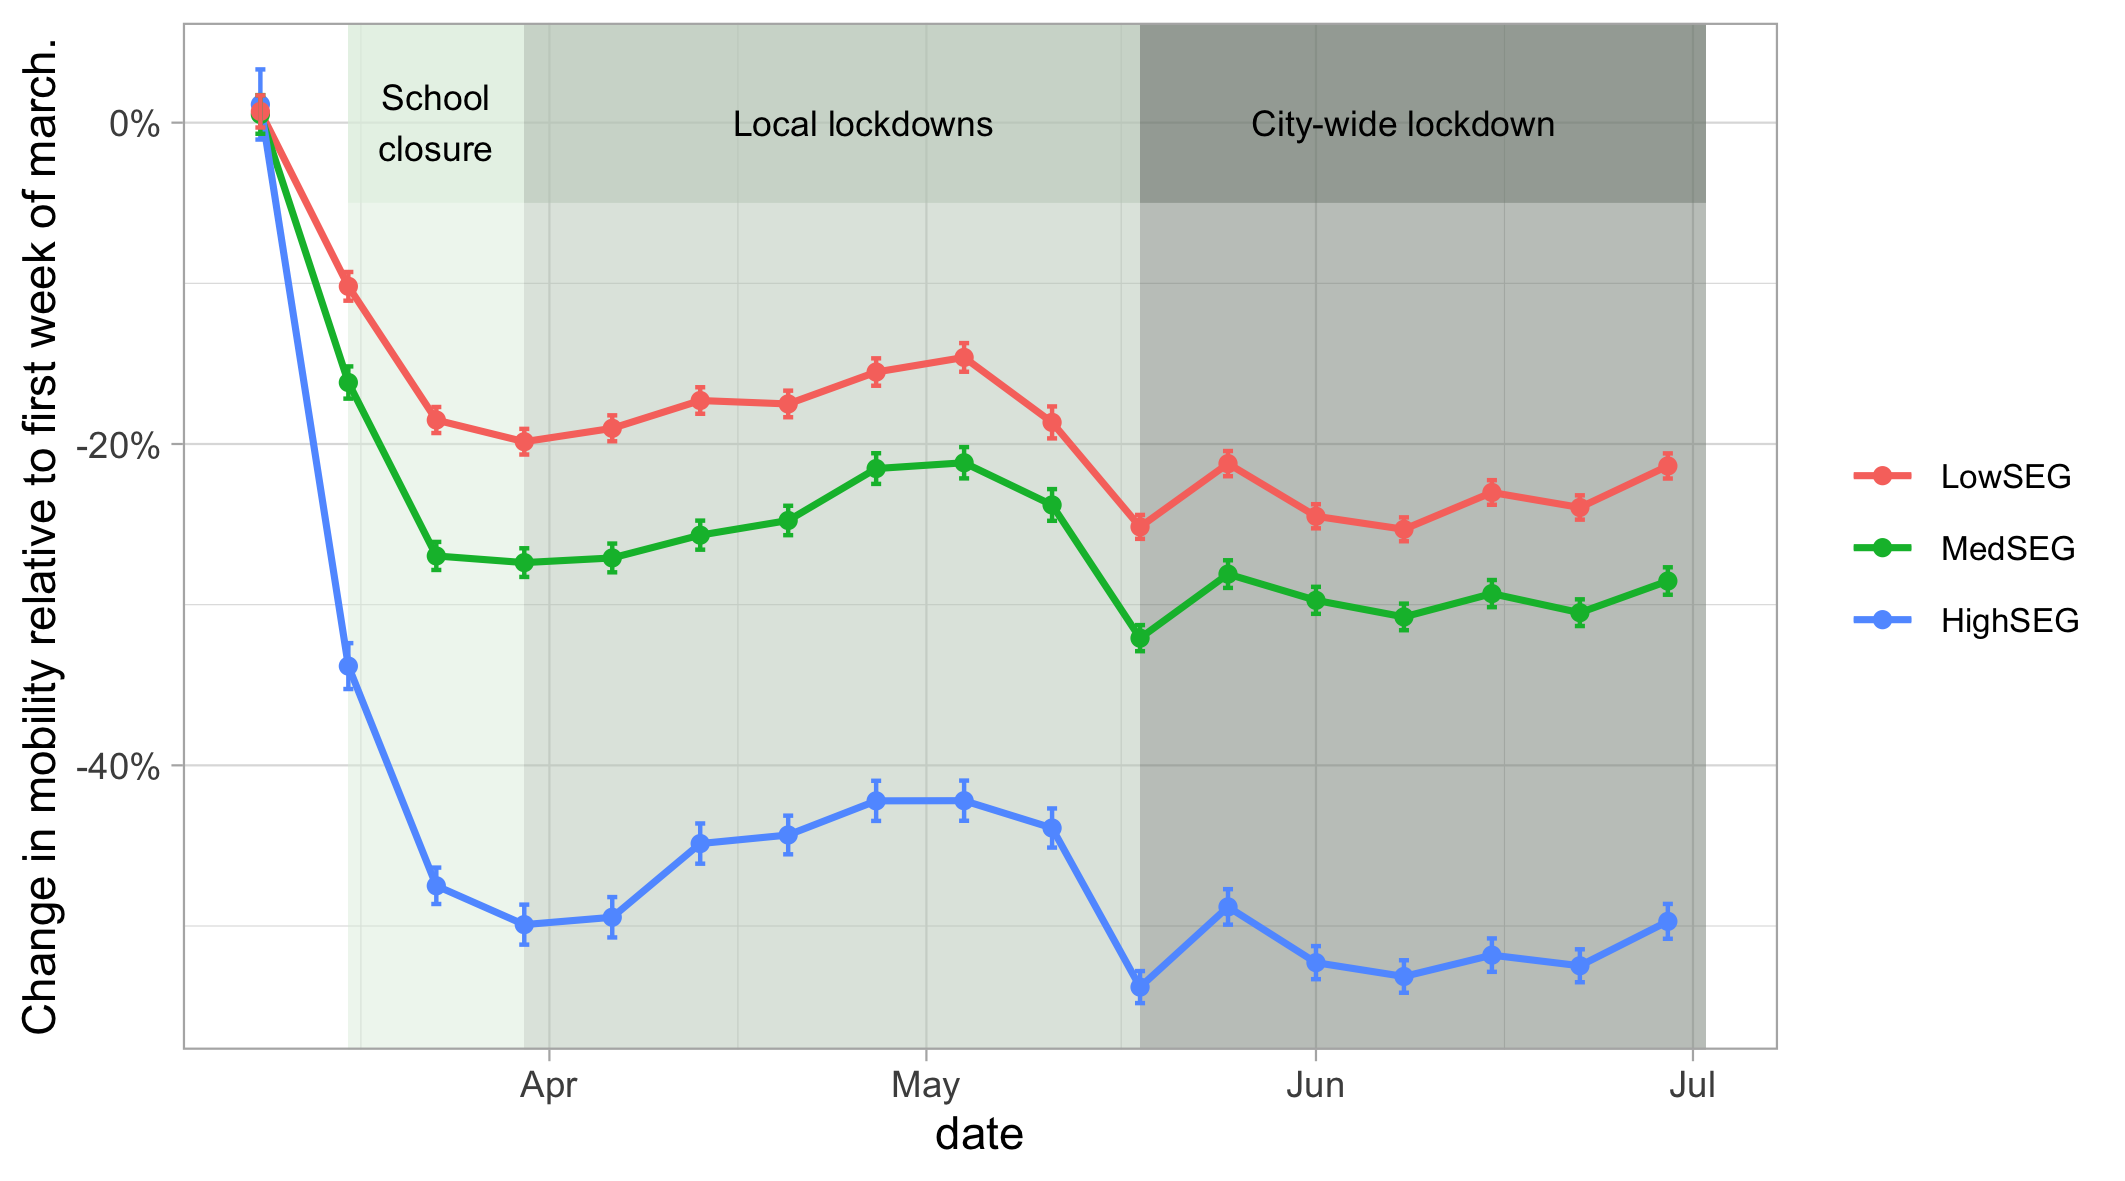 Change in mobility relative to first week of march.
0%
-20%
-40%
School
closure
Local lockdowns
City-wide lockdown
Apr
May
Jun
Jul
date
LowSEG
MedSEG
HighSEG